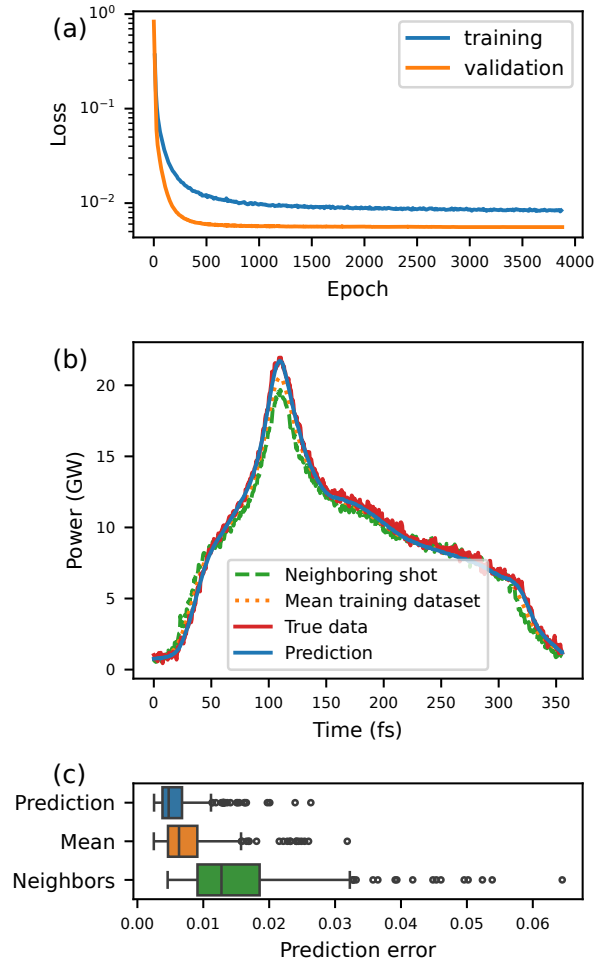 (a)
10⁰
10⁻¹
10⁻²
Loss
training
validation
0 500 1000 1500 2000 2500 3000 3500 4000
Epoch
(b)
20
15
10
5
0
Power (GW)
Neighboring shot
Mean training dataset
True data
Prediction
0 50 100 150 200 250 300 350
Time (fs)
(c)
Prediction
Mean
Neighbors
0.00 0.01 0.02 0.03 0.04 0.05 0.06
Prediction error